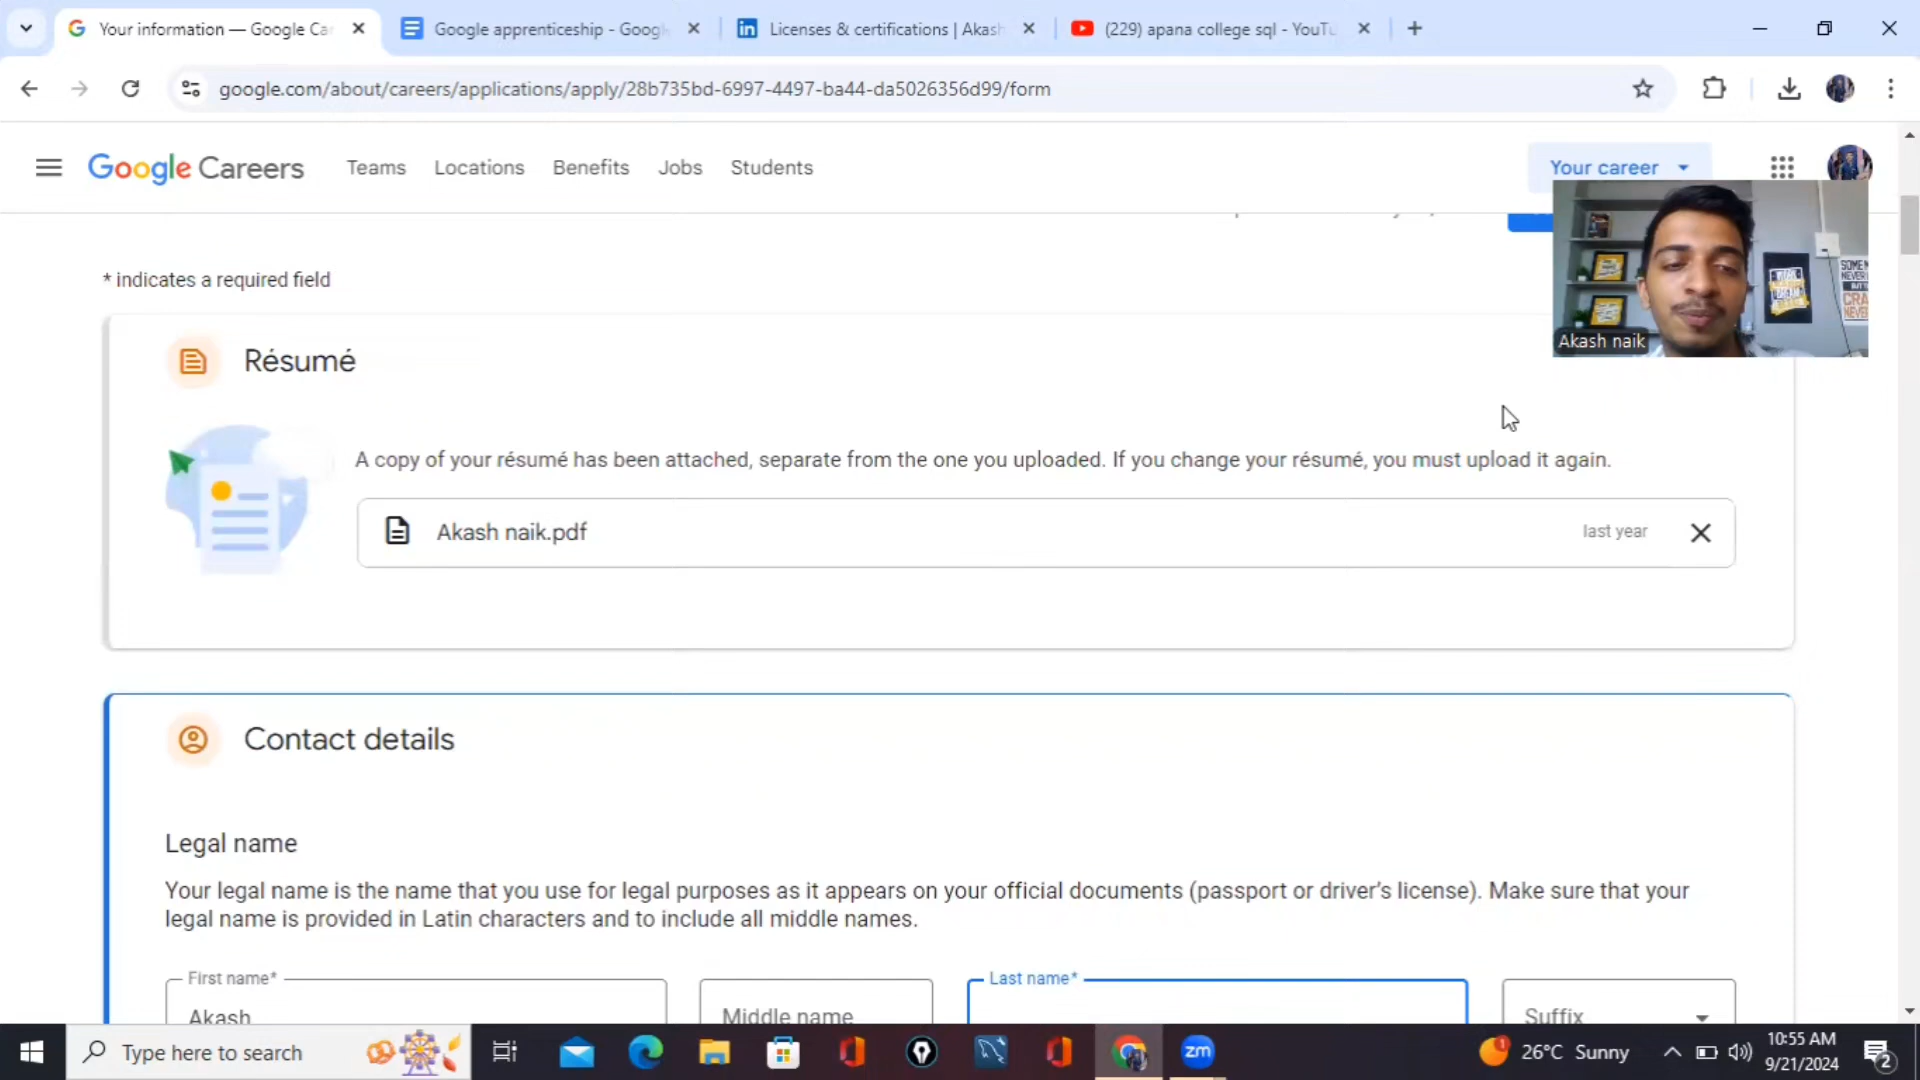 Your information — Google Ca
Google apprenticeship - Googl
in
Licenses & certifications | Akash
(229) apana college sql - YouTu
google.com/about/careers/applications/apply/28b735bd-6997-4497-ba44-da5026356d99/form
Google Careers
Teams
Locations
Benefits
Jobs
Students
Your career
* indicates a required field
Résumé
Akash naik
A copy of your résumé has been attached, separate from the one you uploaded. If you change your résumé, you must upload it again.
Akash naik.pdf
last year
Contact details
Legal name
Your legal name is the name that you use for legal purposes as it appears on your official documents (passport or driver's license). Make sure that your
legal name is provided in Latin characters and to include all middle names.
First name*
Akash
Middle name
Last name*
Suffix
Type here to search
zm
1
26°C Sunny
10:55 AM
9/21/2024
2